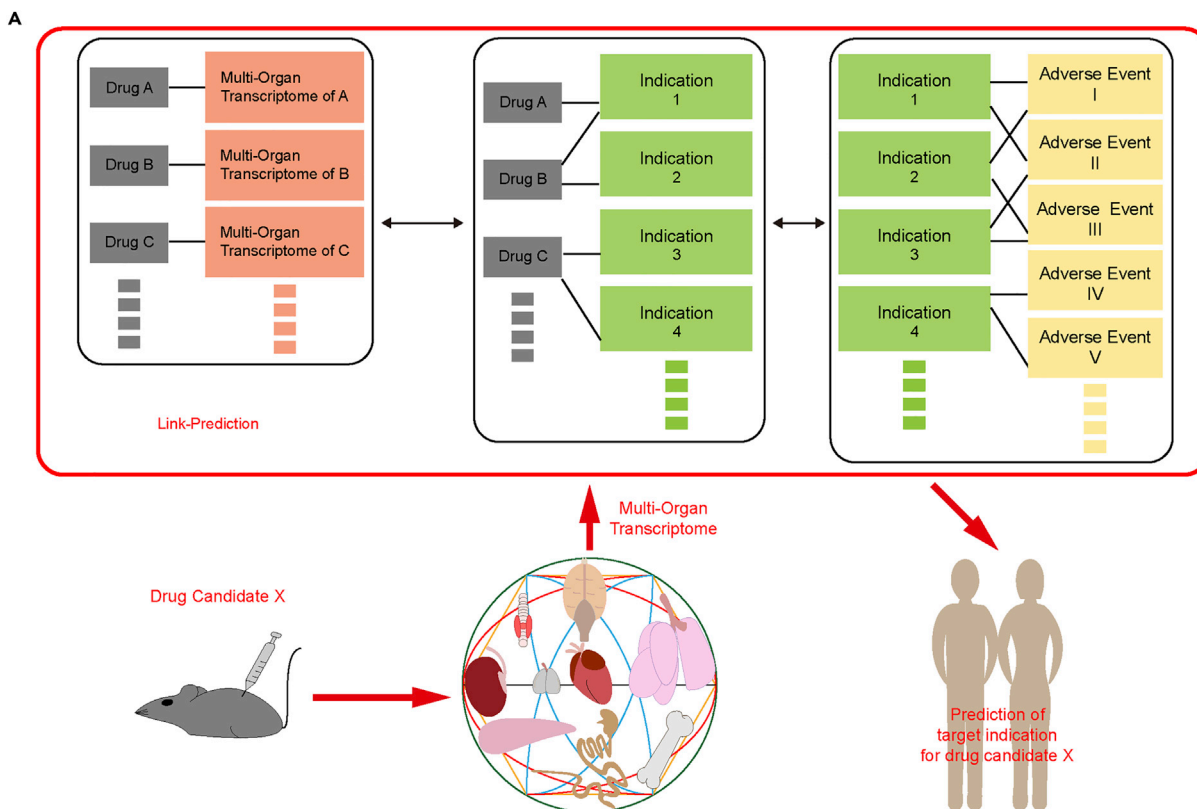 A
Drug A
Multi-Organ
Transcriptome of A
Drug B
Multi-Organ
Transcriptome of B
Drug C
Multi-Organ
Transcriptome of C
Link-Prediction
Drug A
Drug B
Drug C
Indication
1
Indication
2
Indication
3
Indication
4
Indication
1
Indication
2
Indication
3
Indication
4
Adverse Event
I
Adverse Event
II
Adverse Event
III
Adverse Event
IV
Adverse Event
V
Multi-Organ
Transcriptome
Drug Candidate X
Prediction of
target indication
for drug candidate X